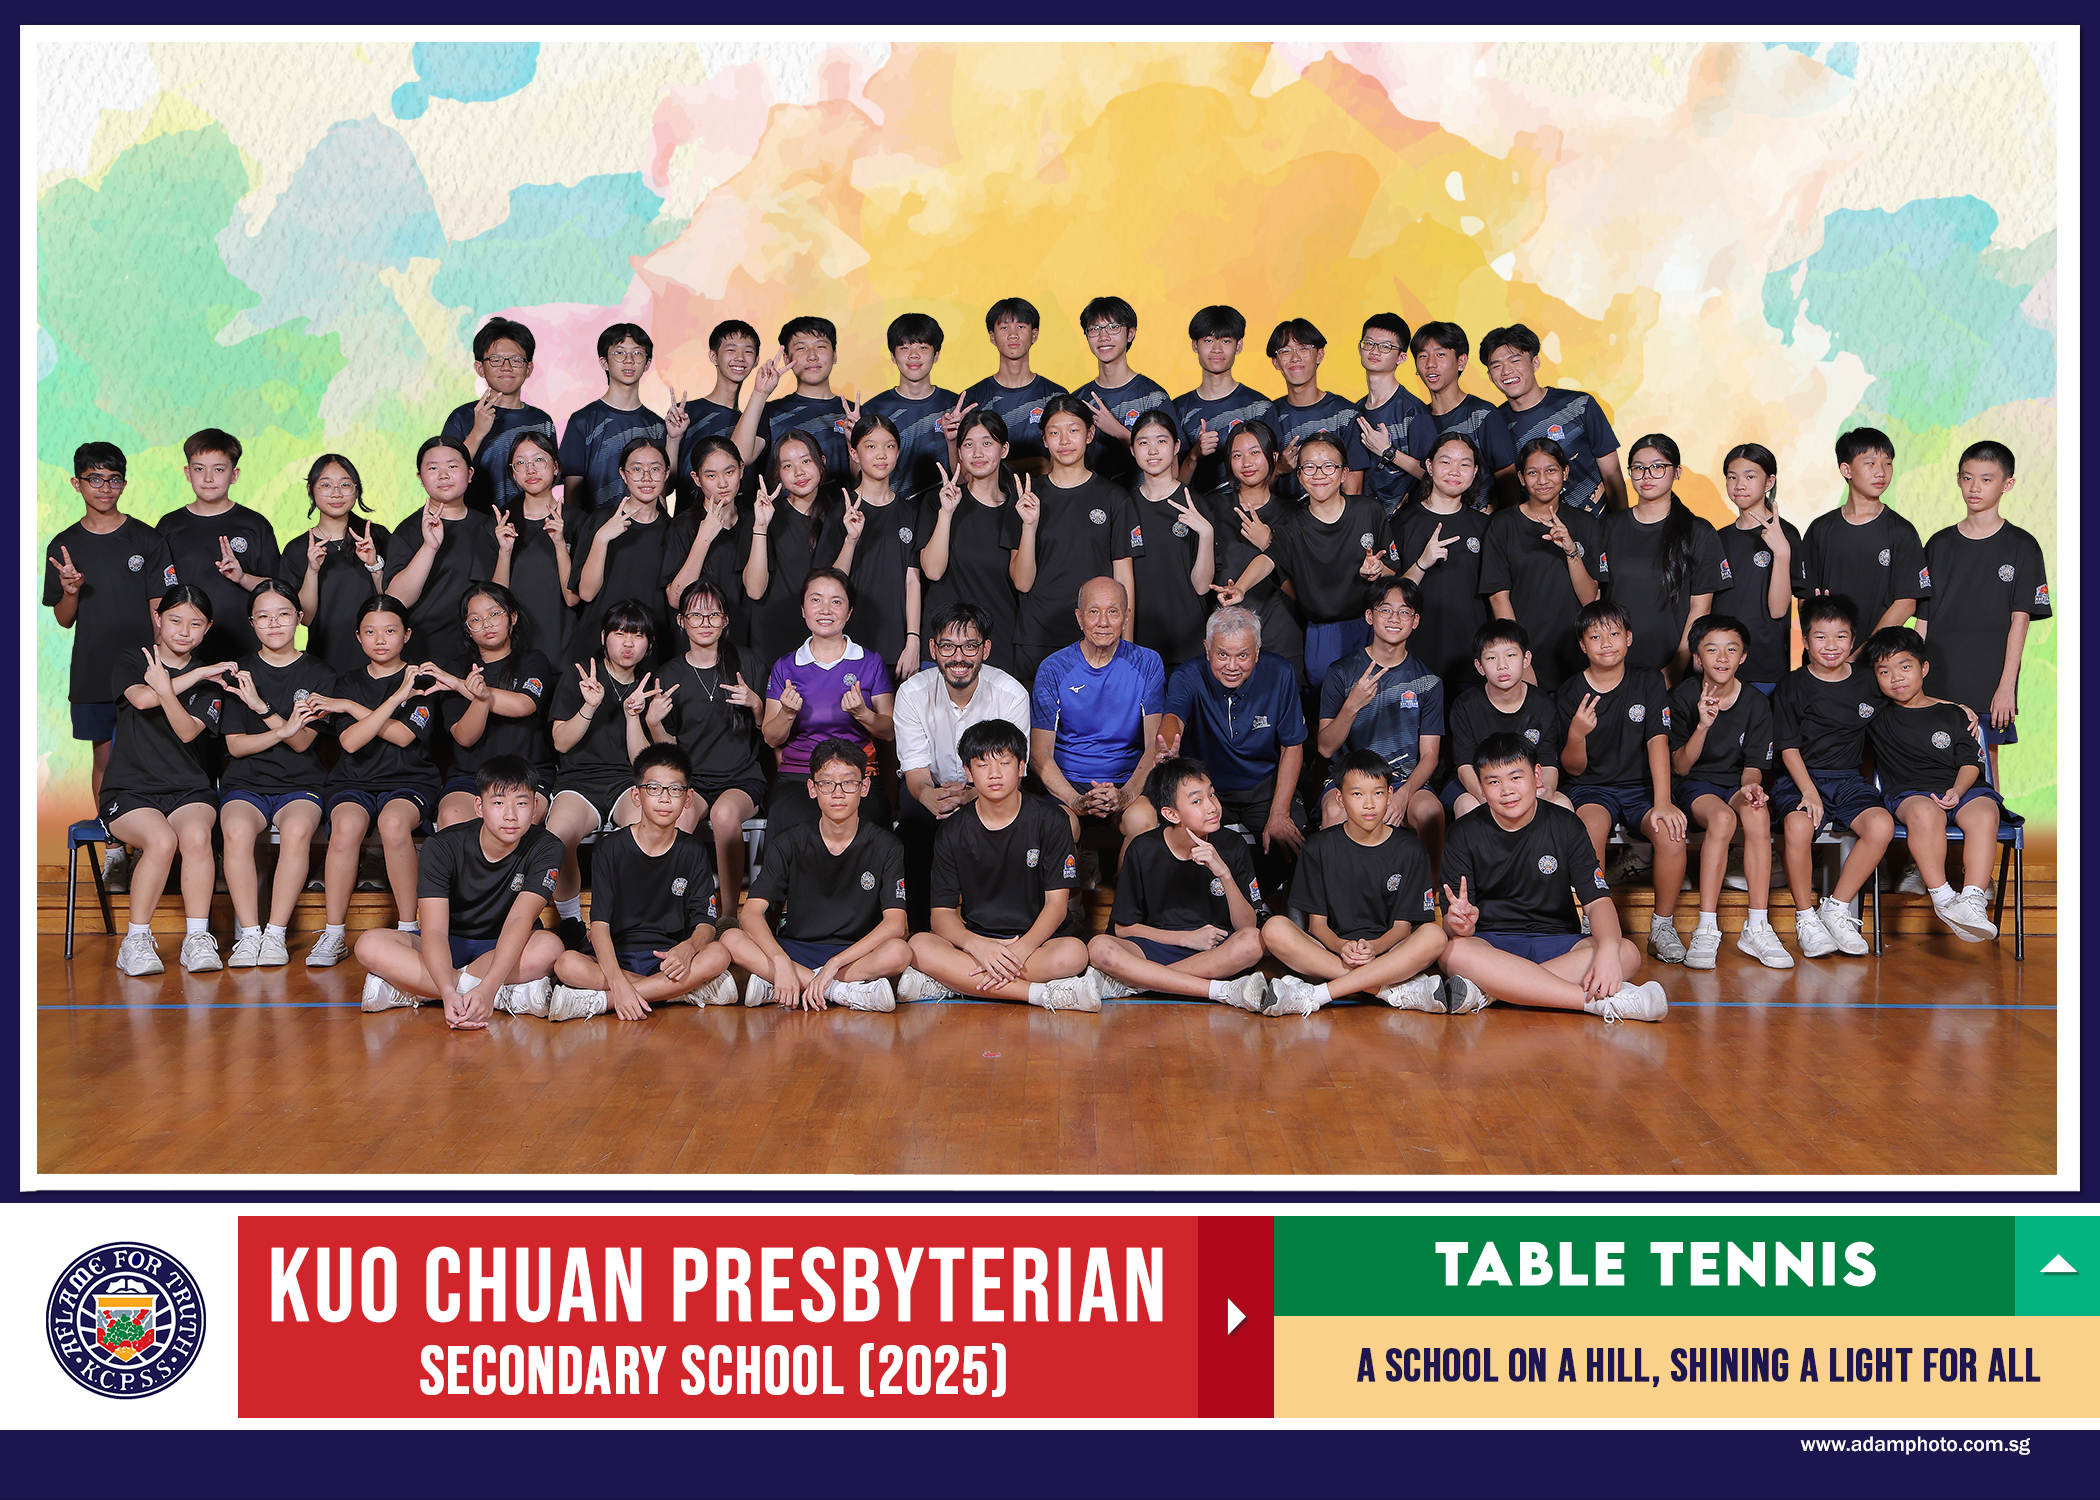 AFLAME FOR TRUTH
K.C.P.S.S.
KUO CHUAN PRESBYTERIAN
SECONDARY SCHOOL (2025)
TABLE TENNIS
A SCHOOL ON A HILL, SHINING A LIGHT FOR ALL
www.adamphoto.com.sg